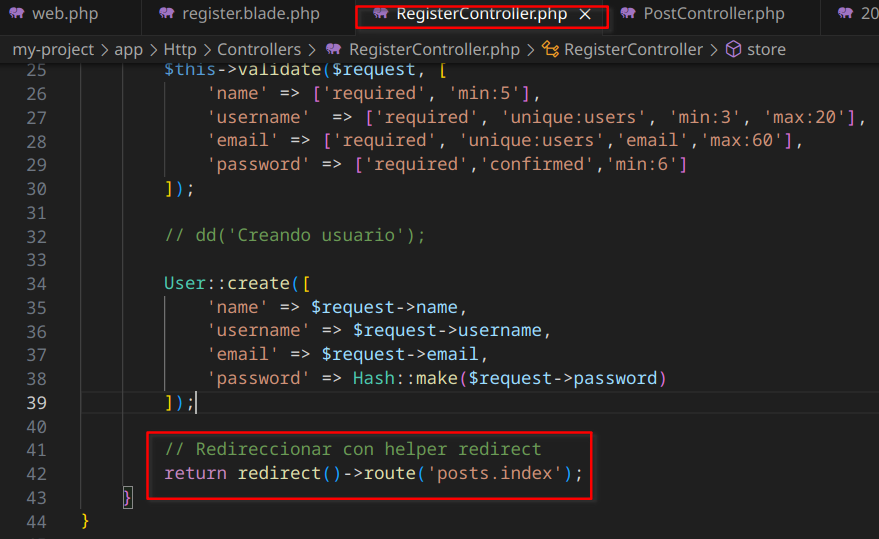 web.php register.blade.php RegisterController.php × PostController.php 20
my-project > app > Http > Controllers > RegisterController.php > RegisterController > store
25 $this->validate($request, [
26 'name' => ['required', 'min:5'],
27 'username'  => ['required', 'unique:users', 'min:3', 'max:20'],
28 'email' => ['required', 'unique:users','email','max:60'],
29 'password' => ['required','confirmed','min:6']
30 ]);
31
32 // dd('Creando usuario');
33
34 User::create([
35 'name' => $request->name,
36 'username' => $request->username,
37 'email' => $request->email,
38 'password' => Hash::make($request->password)
39 ]);
40
41 // Redireccionar con helper redirect
42 return redirect()->route('posts.index');
43 }
44 }